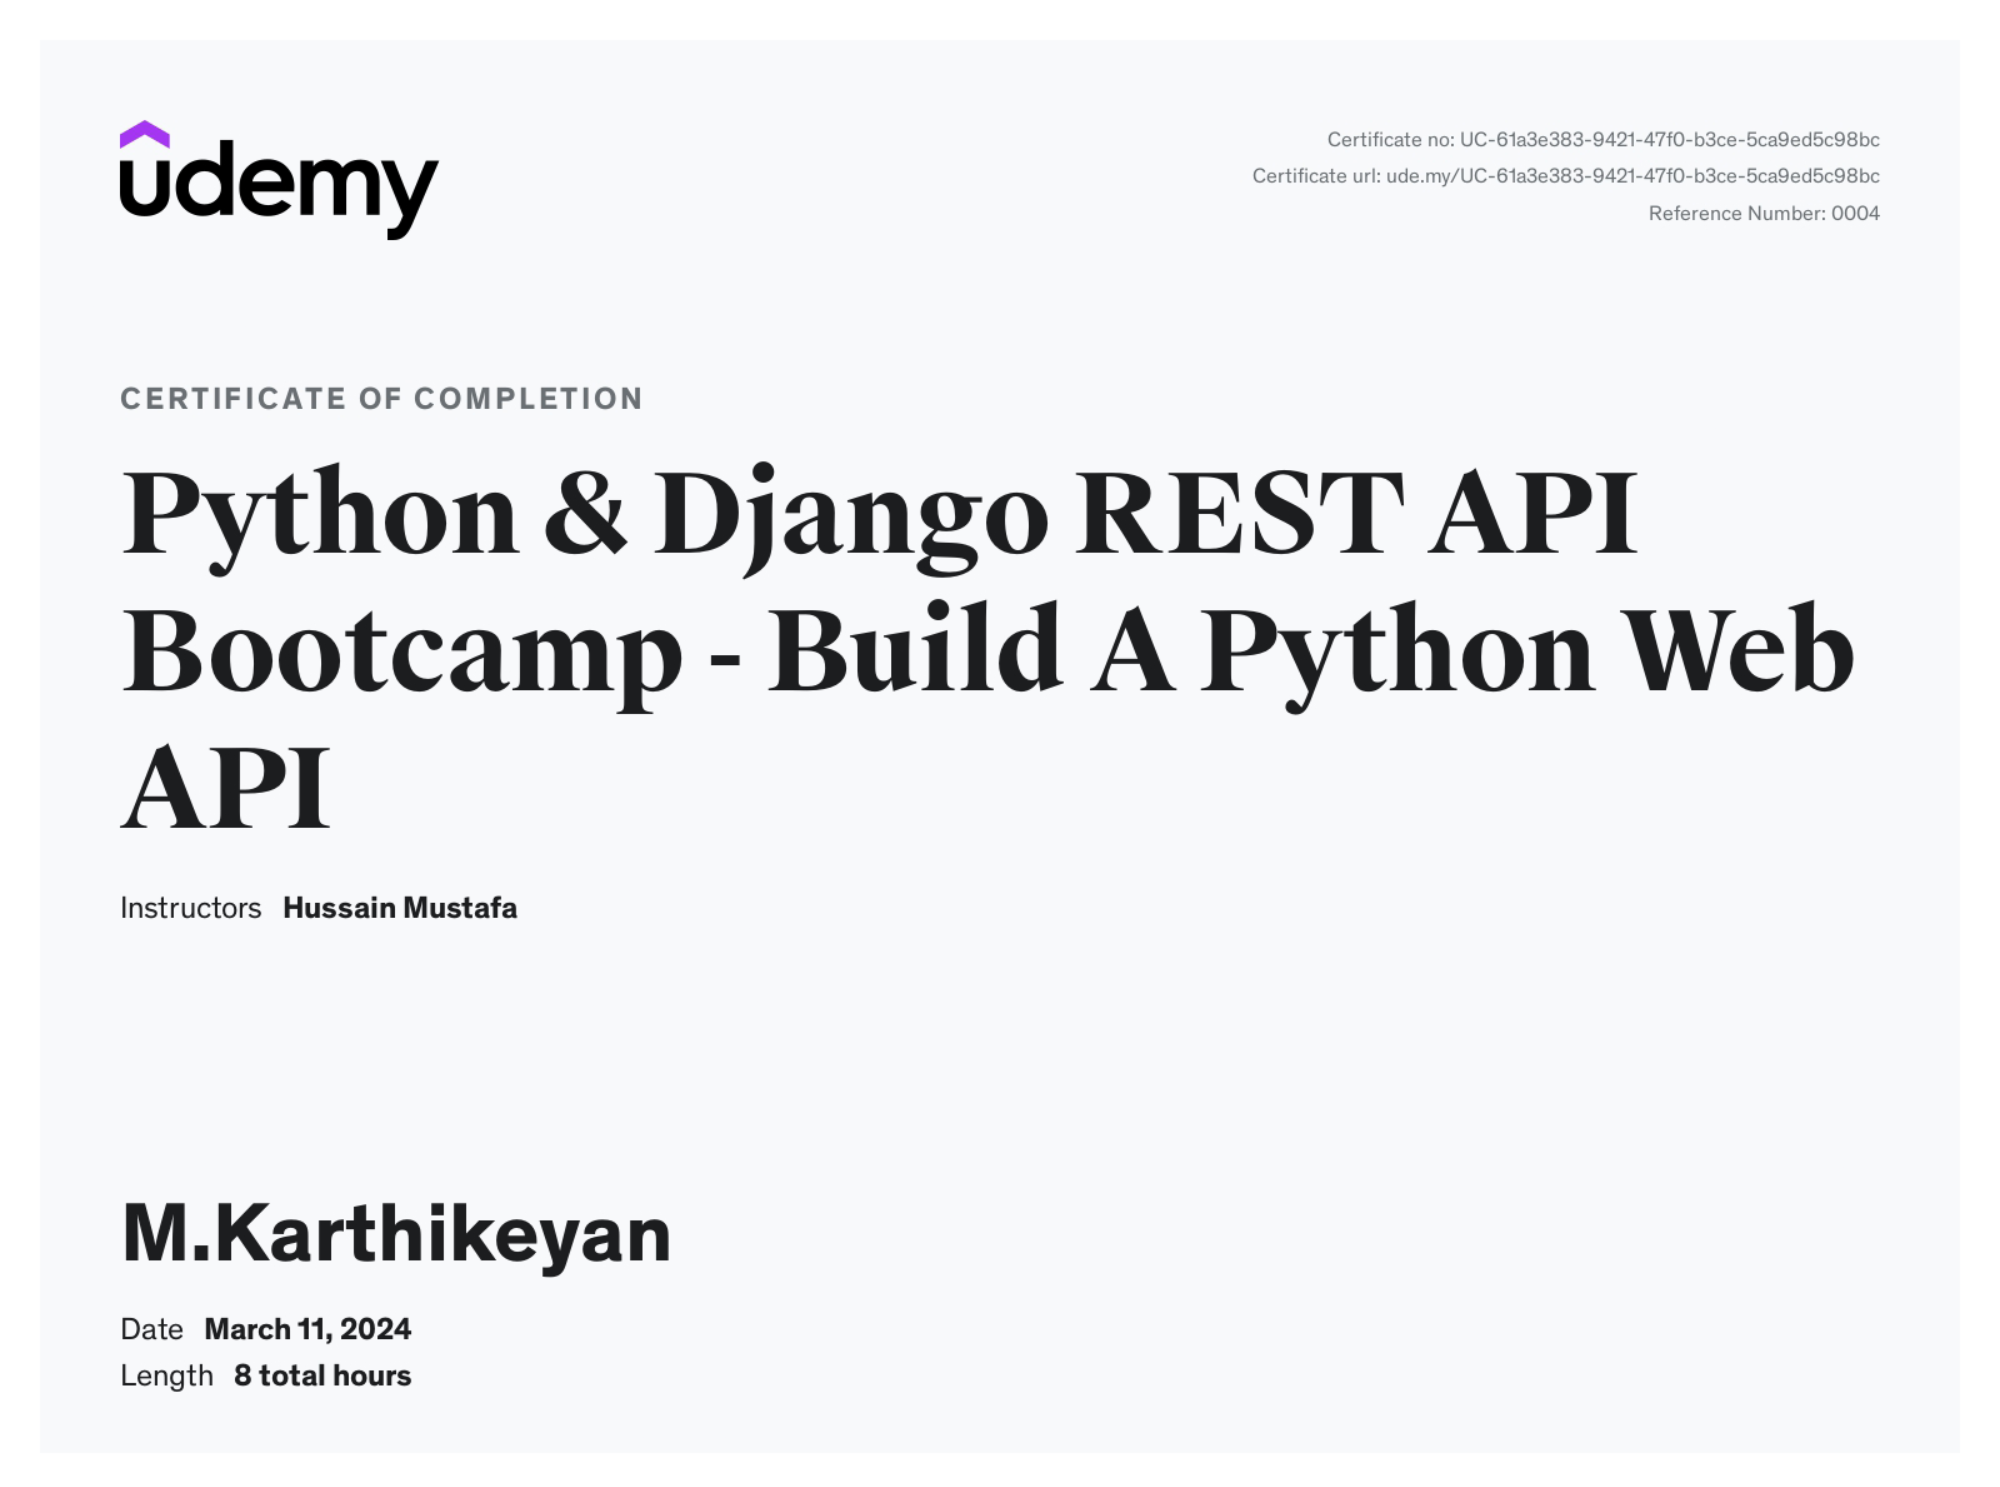 udemy
Certificate no: UC-61a3e383-9421-47f0-b3ce-5ca9ed5c98bc
Certificate url: ude.my/UC-61a3e383-9421-47f0-b3ce-5ca9ed5c98bc
Reference Number: 0004
CERTIFICATE OF COMPLETION
Python & Django REST API
Bootcamp - Build A Python Web
API
Instructors Hussain Mustafa
M.Karthikeyan
Date March 11, 2024
Length 8 total hours